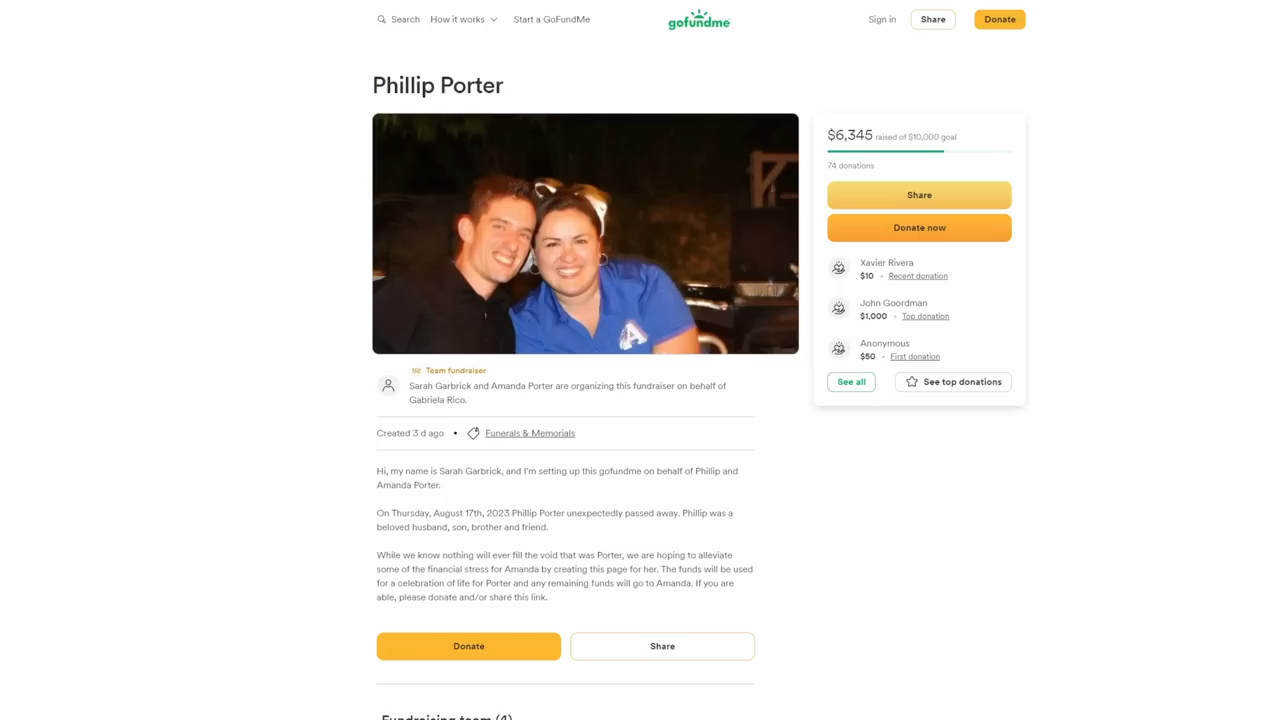 Search How it works Start a GoFundMe gofundme Sign in Share Donate
Phillip Porter
$6,345 raised of $10,000 goal
74 donations
Share
Donate now
Xavier Rivera
$10 • Recent donation
John Goordman
$1,000 • Top donation
Anonymous
$50 • First donation
See all See top donations
A
Team fundraiser
Sarah Garbrick and Amanda Porter are organizing this fundraiser on behalf of
Gabriela Rico.
Created 3 d ago • Funerals & Memorials
Hi, my name is Sarah Garbrick, and I'm setting up this gofundme on behalf of Phillip and
Amanda Porter.
On Thursday, August 17th, 2023 Phillip Porter unexpectedly passed away. Phillip was a
beloved husband, son, brother and friend.
While we know nothing will ever fill the void that was Porter, we are hoping to alleviate
some of the financial stress for Amanda by creating this page for her. The funds will be used
for a celebration of life for Porter and any remaining funds will go to Amanda. If you are
able, please donate and/or share this link.
Donate Share
Fundraising team (4)